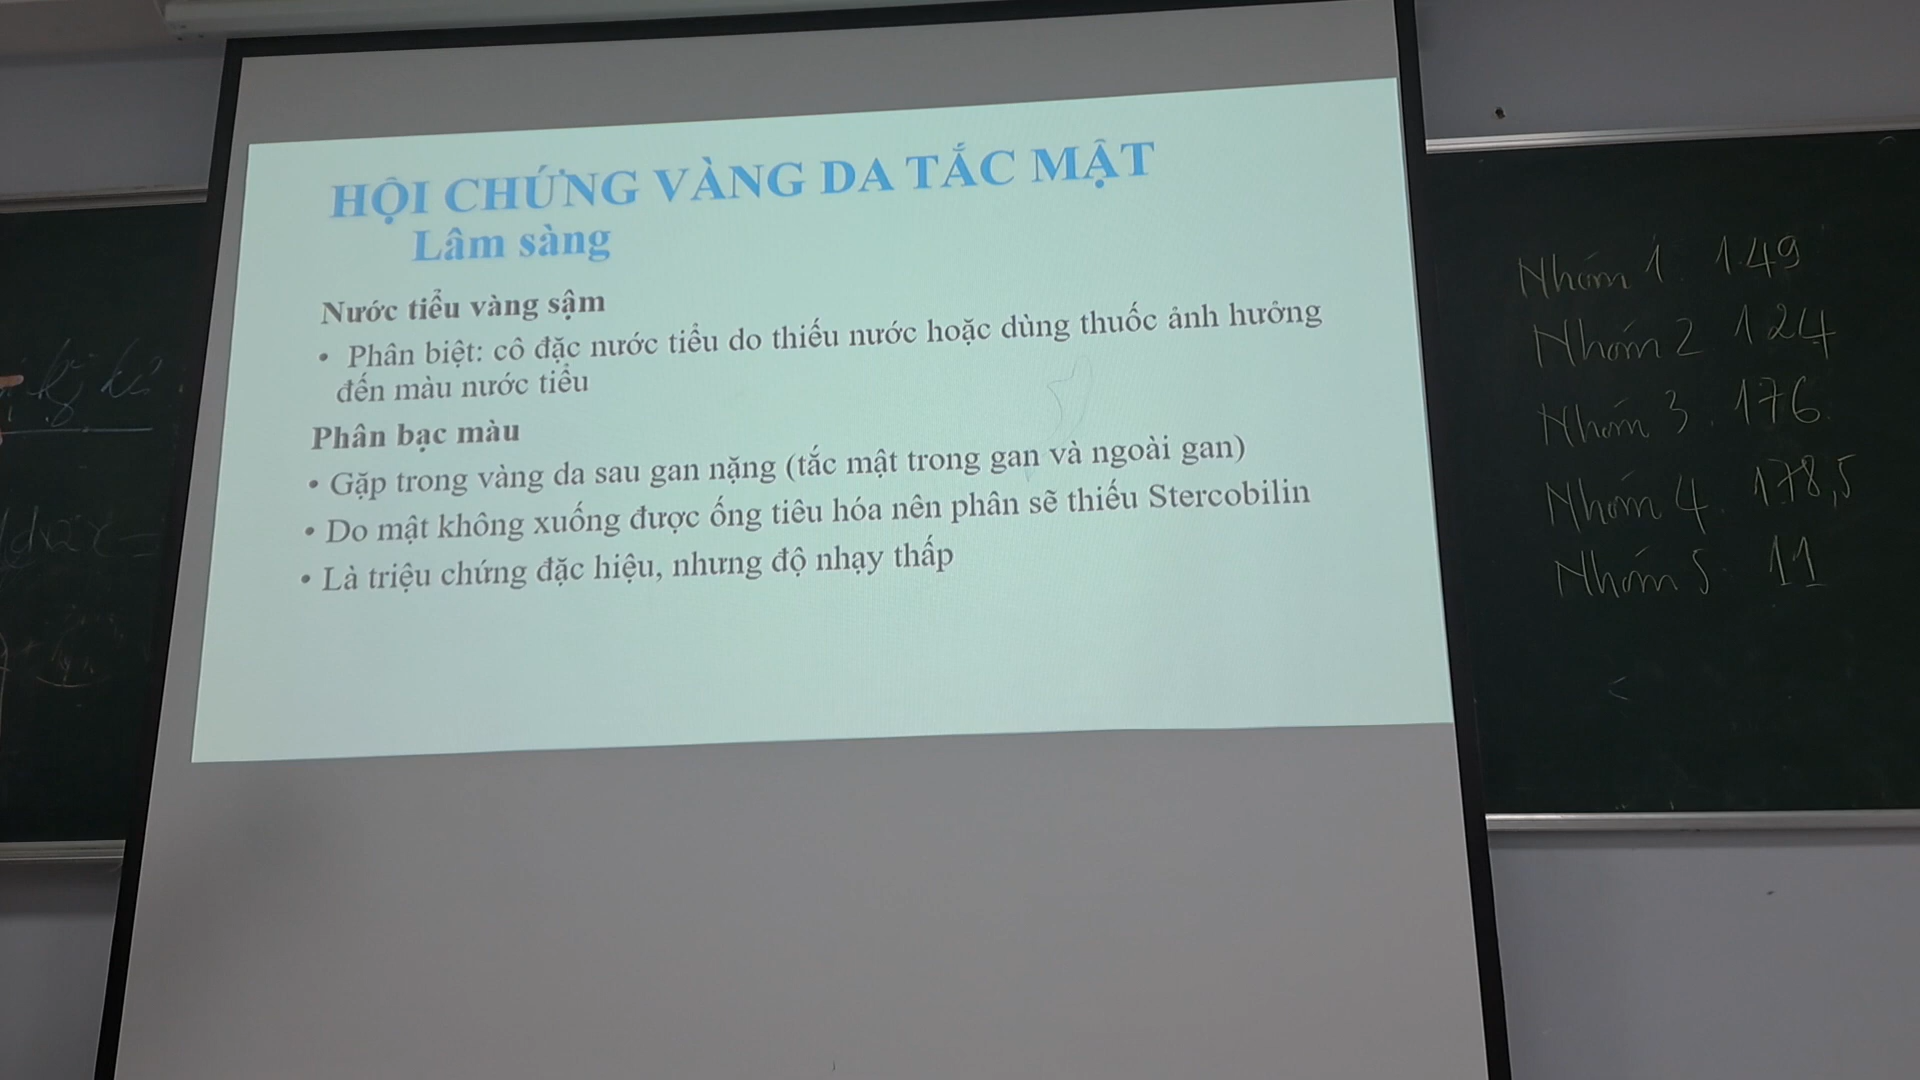 HỘI CHỨNG VÀNG DA TẮC MẬT
Lâm sàng
Nước tiểu vàng sậm
• Phân biệt: cô đặc nước tiểu do thiếu nước hoặc dùng thuốc ảnh hưởng
đến màu nước tiểu
Phân bạc màu
• Gặp trong vàng da sau gan nặng (tắc mật trong gan và ngoài gan)
• Do mật không xuống được ống tiêu hóa nên phân sẽ thiếu Stercobilin
• Là triệu chứng đặc hiệu, nhưng độ nhạy thấp
Nhóm 1. 149
Nhóm 2 124
Nhóm 3. 176
Nhóm 4. 178,5
Nhóm 5. 11